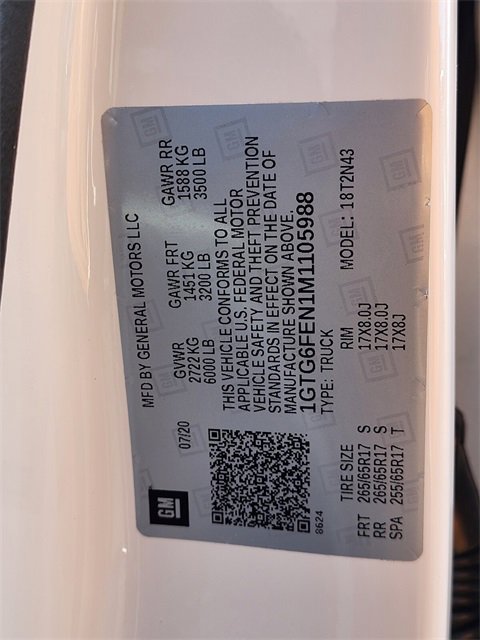 GM
MFD BY GENERAL MOTORS LLC
07/20
GVWR GAWR FRT GAWR RR
2722 KG 1451 KG 1588 KG
6000 LB 3200 LB 3500 LB
THIS VEHICLE CONFORMS TO ALL
APPLICABLE U.S. FEDERAL MOTOR
VEHICLE SAFETY AND THEFT PREVENTION
STANDARDS IN EFFECT ON THE DATE OF
MANUFACTURE SHOWN ABOVE.
1GTG6FEN1M1105988
8624
TYPE: TRUCK MODEL: 18T2N43
TIRE SIZE RIM
FRT 265/65R17 S 17X8.0J
RR 265/65R17 S 17X8.0J
SPA 255/65R17 T 17X8J